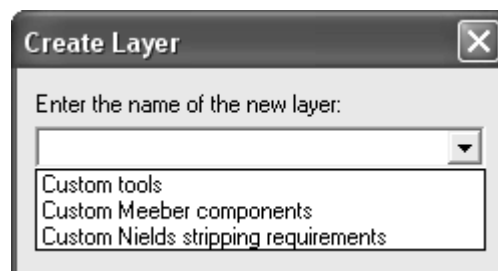 Create Layer
Enter the name of the new layer:
Custom tools
Custom Meeber components
Custom Nields stripping requirements